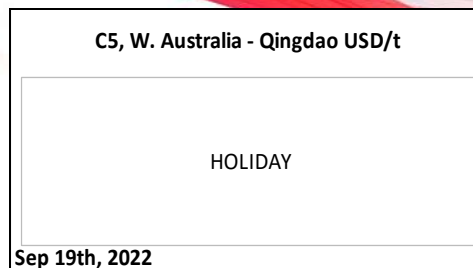 C5, W. Australia - Qingdao USD/t
HOLIDAY
Sep 19th, 2022